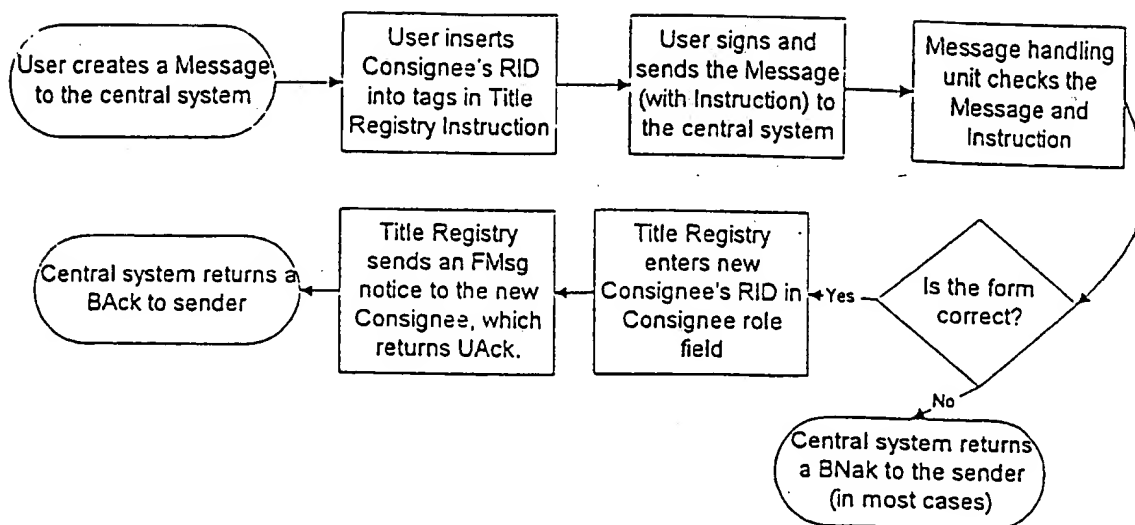 User creates a Message
to the central system
User inserts
Consignee's RID
into tags in Title
Registry Instruction
User signs and
sends the Message
(with Instruction) to
the central system
Message handling
unit checks the
Message and
Instruction
Is the form
correct?
Yes
Title Registry
enters new
Consignee's RID in
Consignee role
field
Title Registry
sends an FMsg
notice to the new
Consignee, which
returns UAck.
Central system returns a
BAck to sender
No
Central system returns
a BNak to the sender
(in most cases)